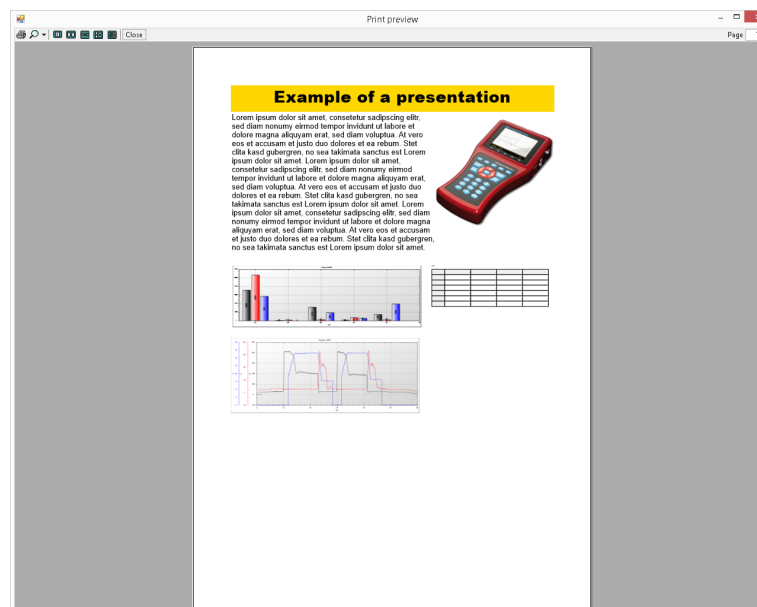 Print preview
Close
Page
Example of a presentation
Lorem ipsum dolor sit amet, consetetur sadipscing elitr,
sed diam nonumy eirmod tempor invidunt ut labore et
dolore magna aliquyam erat, sed diam voluptua. At vero
eos et accusam et justo duo dolores et ea rebum. Stet
clita kasd gubergren, no sea takimata sanctus est Lorem
ipsum dolor sit amet. Lorem ipsum dolor sit amet,
consetetur sadipscing elitr, sed diam nonumy eirmod
tempor invidunt ut labore et dolore magna aliquyam erat,
sed diam voluptua. At vero eos et accusam et justo duo
dolores et ea rebum. Stet clita kasd gubergren, no sea
takimata sanctus est Lorem ipsum dolor sit amet. Lorem
ipsum dolor sit amet, consetetur sadipscing elitr, sed diam
nonumy eirmod tempor invidunt ut labore et dolore magna
aliquyam erat, sed diam voluptua. At vero eos et accusam
et justo duo dolores et ea rebum. Stet clita kasd gubergren,
no sea takimata sanctus est Lorem ipsum dolor sit amet.